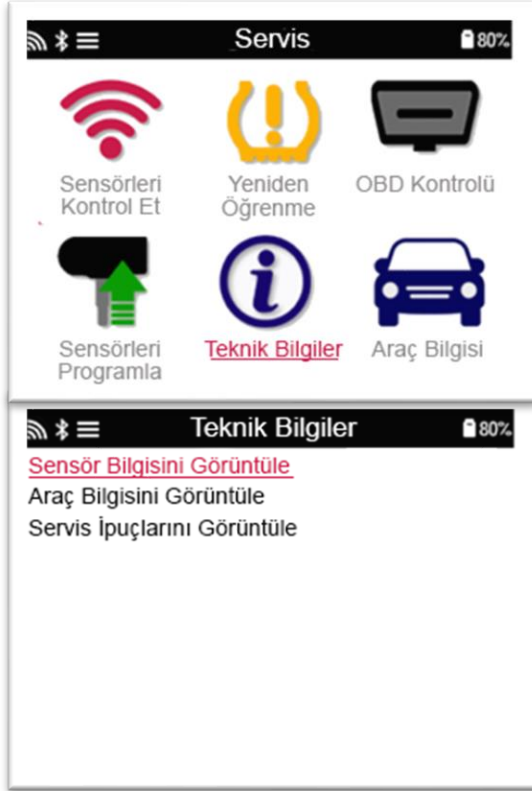 Servis
80%
Sensörleri
Kontrol Et
Yeniden
Öğrenme
OBD Kontrolü
Sensörleri
Programla
Teknik Bilgiler
Araç Bilgisi
Teknik Bilgiler
80%
Sensör Bilgisini Görüntüle
Araç Bilgisini Görüntüle
Servis İpuçlarını Görüntüle